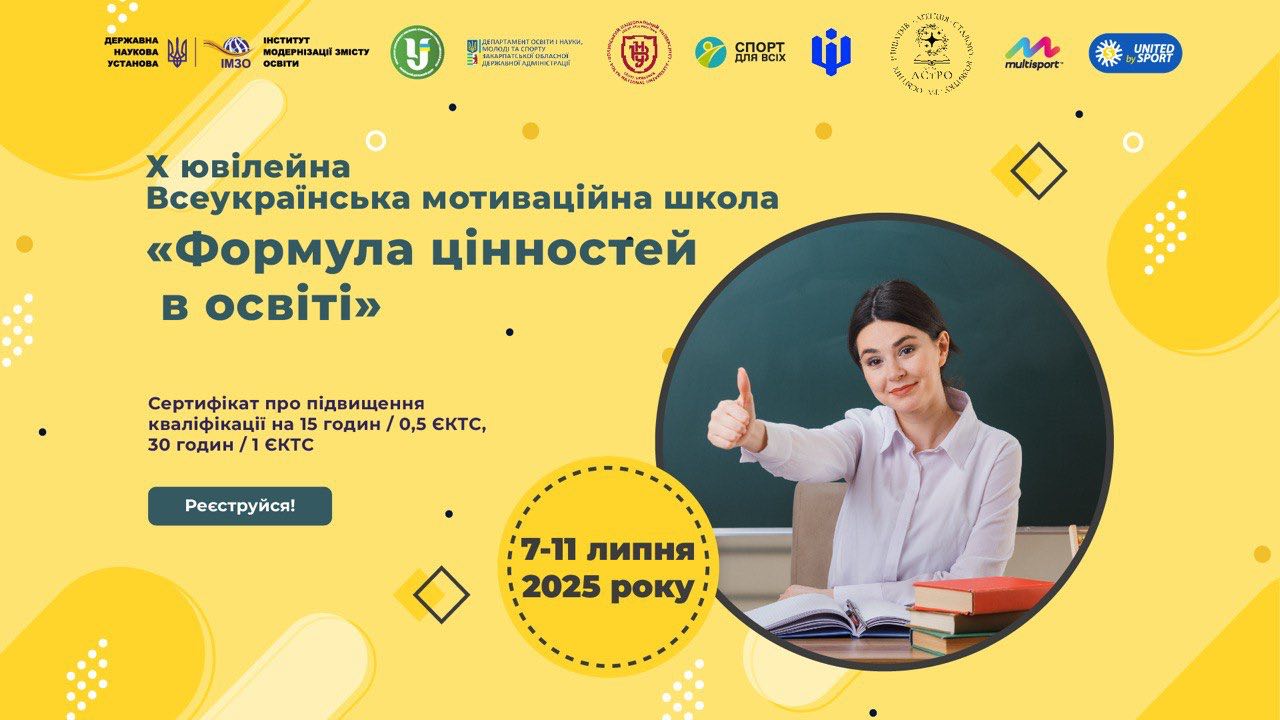 ДЕРЖАВНА
НАУКОВА
УСТАНОВА
ІМЗО
ІНСТИТУТ
МОДЕРНІЗАЦІЇ ЗМІСТУ
ОСВІТИ
ДЕПАРТАМЕНТ ОСВІТИ І НАУКИ,
МОЛОДІ ТА СПОРТУ
ЗАКАРПАТСЬКОЇ ОБЛАСНОЇ
ДЕРЖАВНОЇ АДМІНІСТРАЦІЇ
СПОРТ
ДЛЯ ВСІХ
АСтРО
multisport
UNITED
by SPORT
X ювілейна
Всеукраїнська мотиваційна школа
«Формула цінностей
в освіті»
Сертифікат про підвищення
кваліфікації на 15 годин / 0,5 ЄКТС,
30 годин / 1 ЄКТС
Реєструйся!
7-11 липня
2025 року